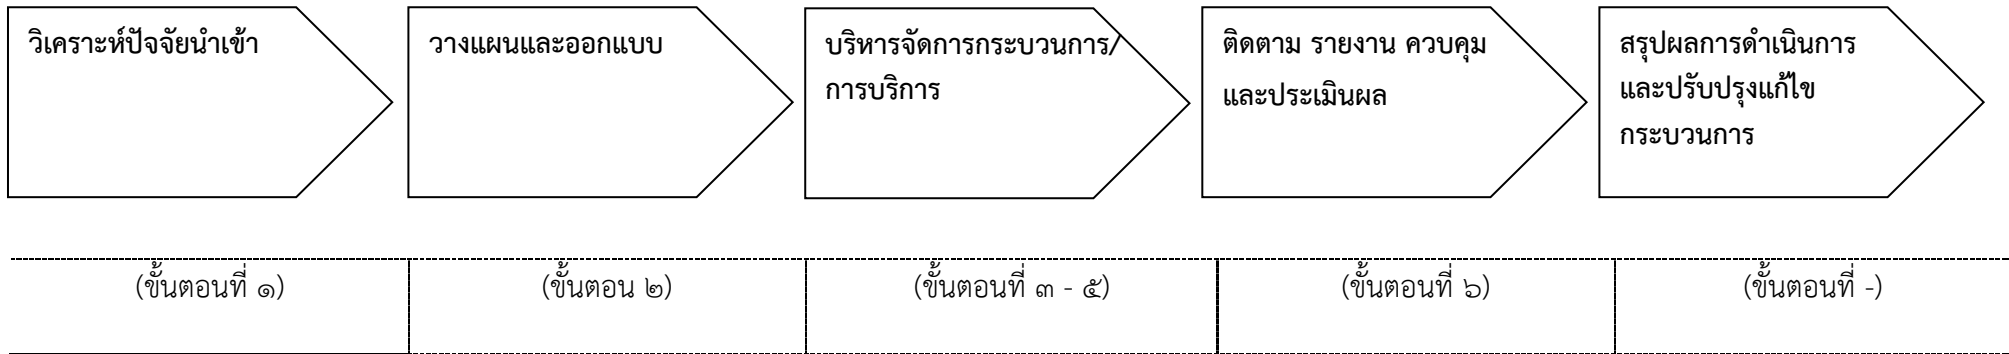 วิเคราะห์ปัจจัยนำเข้า
วางแผนและออกแบบ
บริหารจัดการกระบวนการ/
การบริการ
ติดตาม รายงาน ควบคุม
และประเมินผล
สรุปผลการดำเนินการ
และปรับปรุงแก้ไข
กระบวนการ
(ขั้นตอนที่ ๑)
(ขั้นตอน ๒)
(ขั้นตอนที่ ๓ - ๕)
(ขั้นตอนที่ ๖)
(ขั้นตอนที่ -)